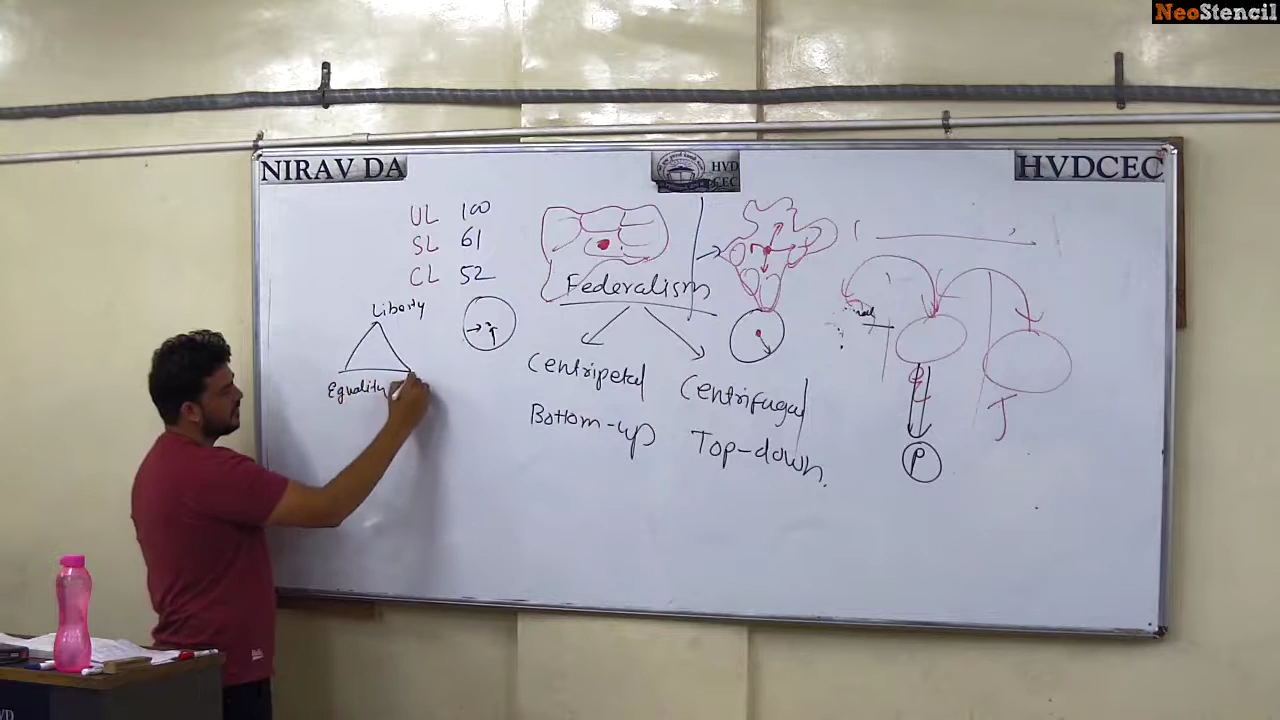 NeoStencil
NIRAV DA
HVD
CEC
HVDCEC
UL 100
SL 61
CL 52
Federalism
Liberty
Equality
Centripetal
Centrifugal
Bottom-up
Top-down
J
P